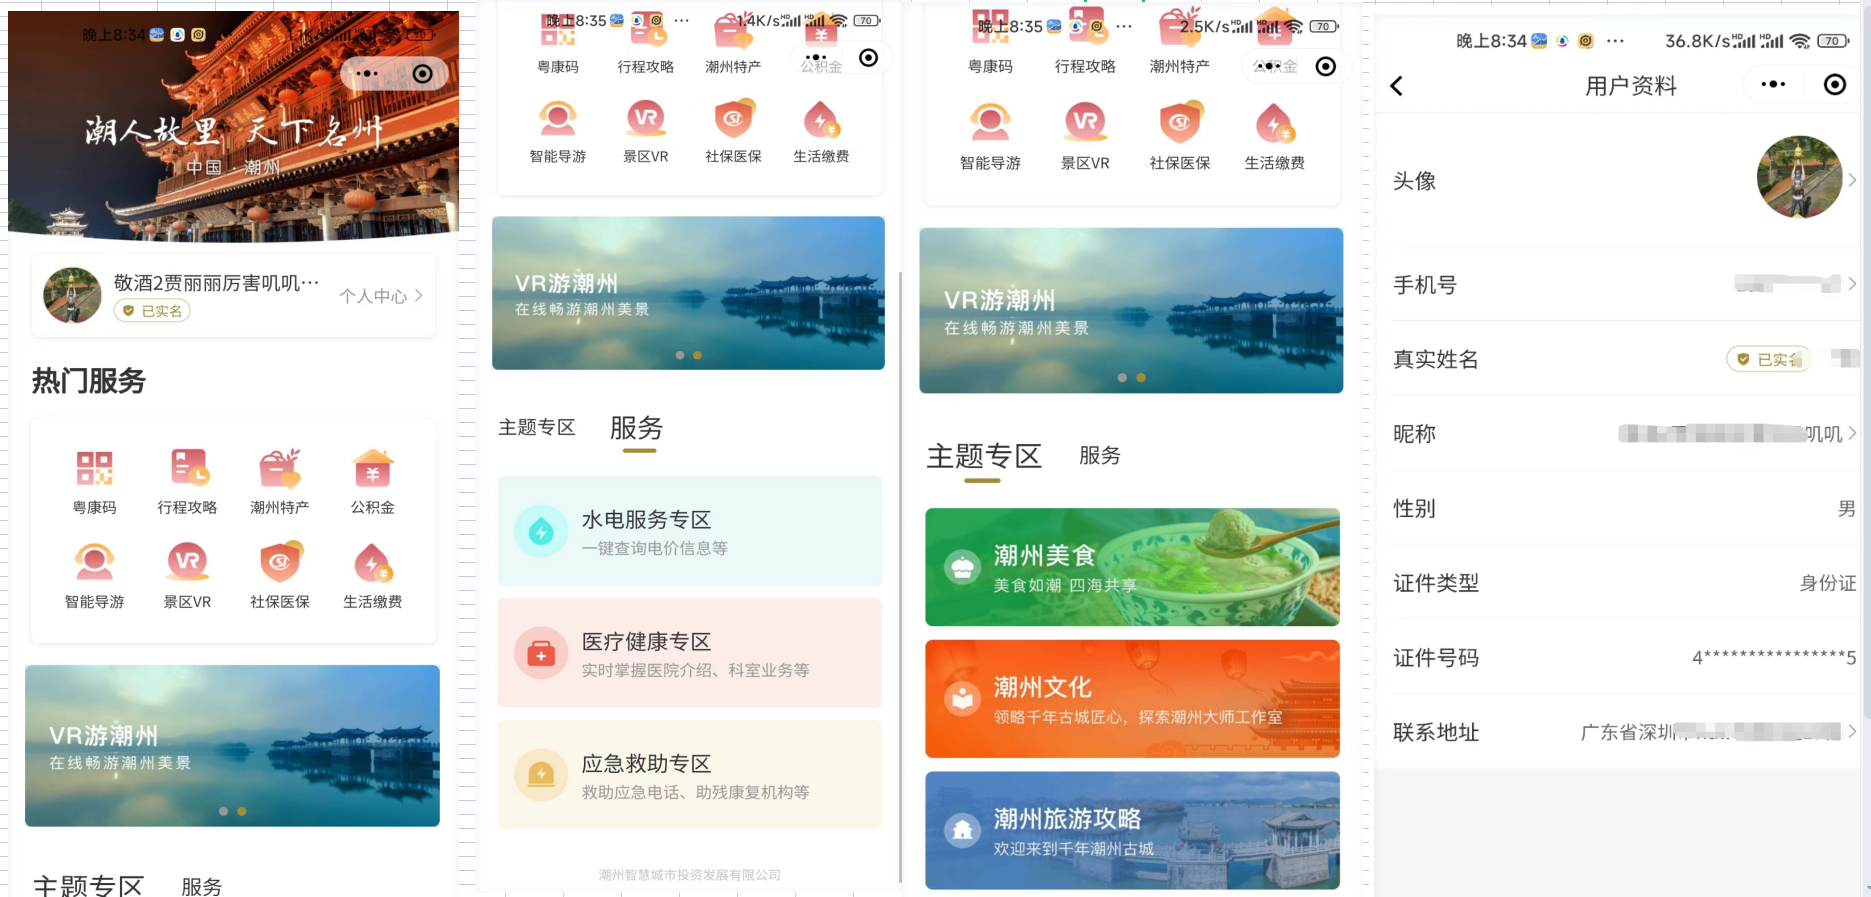 晚上8:34
70
潮人故里 天下名州
中国·潮州
敬酒2贾丽丽厉害叽叽…
已实名
个人中心
热门服务
粤康码
行程攻略
潮州特产
公积金
智能导游
景区VR
社保医保
生活缴费
VR游潮州
在线畅游潮州美景
主题专区
服务
晚上8:35
1.4K/s
70
粤康码
行程攻略
潮州特产
公积金
智能导游
景区VR
社保医保
生活缴费
VR游潮州
在线畅游潮州美景
主题专区
服务
水电服务专区
一键查询电价信息等
医疗健康专区
实时掌握医院介绍、科室业务等
应急救助专区
救助应急电话、助残康复机构等
潮州智慧城市投资发展有限公司
晚上8:35
2.5K/s
70
粤康码
行程攻略
潮州特产
公积金
智能导游
景区VR
社保医保
生活缴费
VR游潮州
在线畅游潮州美景
主题专区
服务
潮州美食
美食如潮 四海共享
潮州文化
领略千年古城匠心，探索潮州大师工作室
潮州旅游攻略
欢迎来到千年潮州古城
晚上8:34
36.8K/s
70
用户资料
头像
手机号
真实姓名
已实名
昵称
叽叽
性别
男
证件类型
身份证
证件号码
4****************5
联系地址
广东省深圳